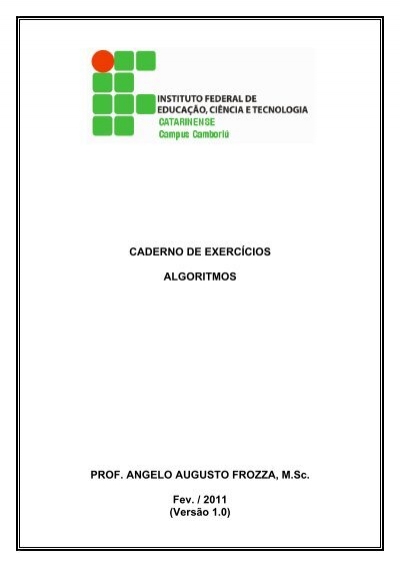 INSTITUTO FEDERAL DE
EDUCAÇÃO, CIÊNCIA E TECNOLOGIA
CATARINENSE
Campus Camboriú
CADERNO DE EXERCÍCIOS
ALGORITMOS
PROF. ANGELO AUGUSTO FROZZA, M.Sc.
Fev. / 2011
(Versão 1.0)